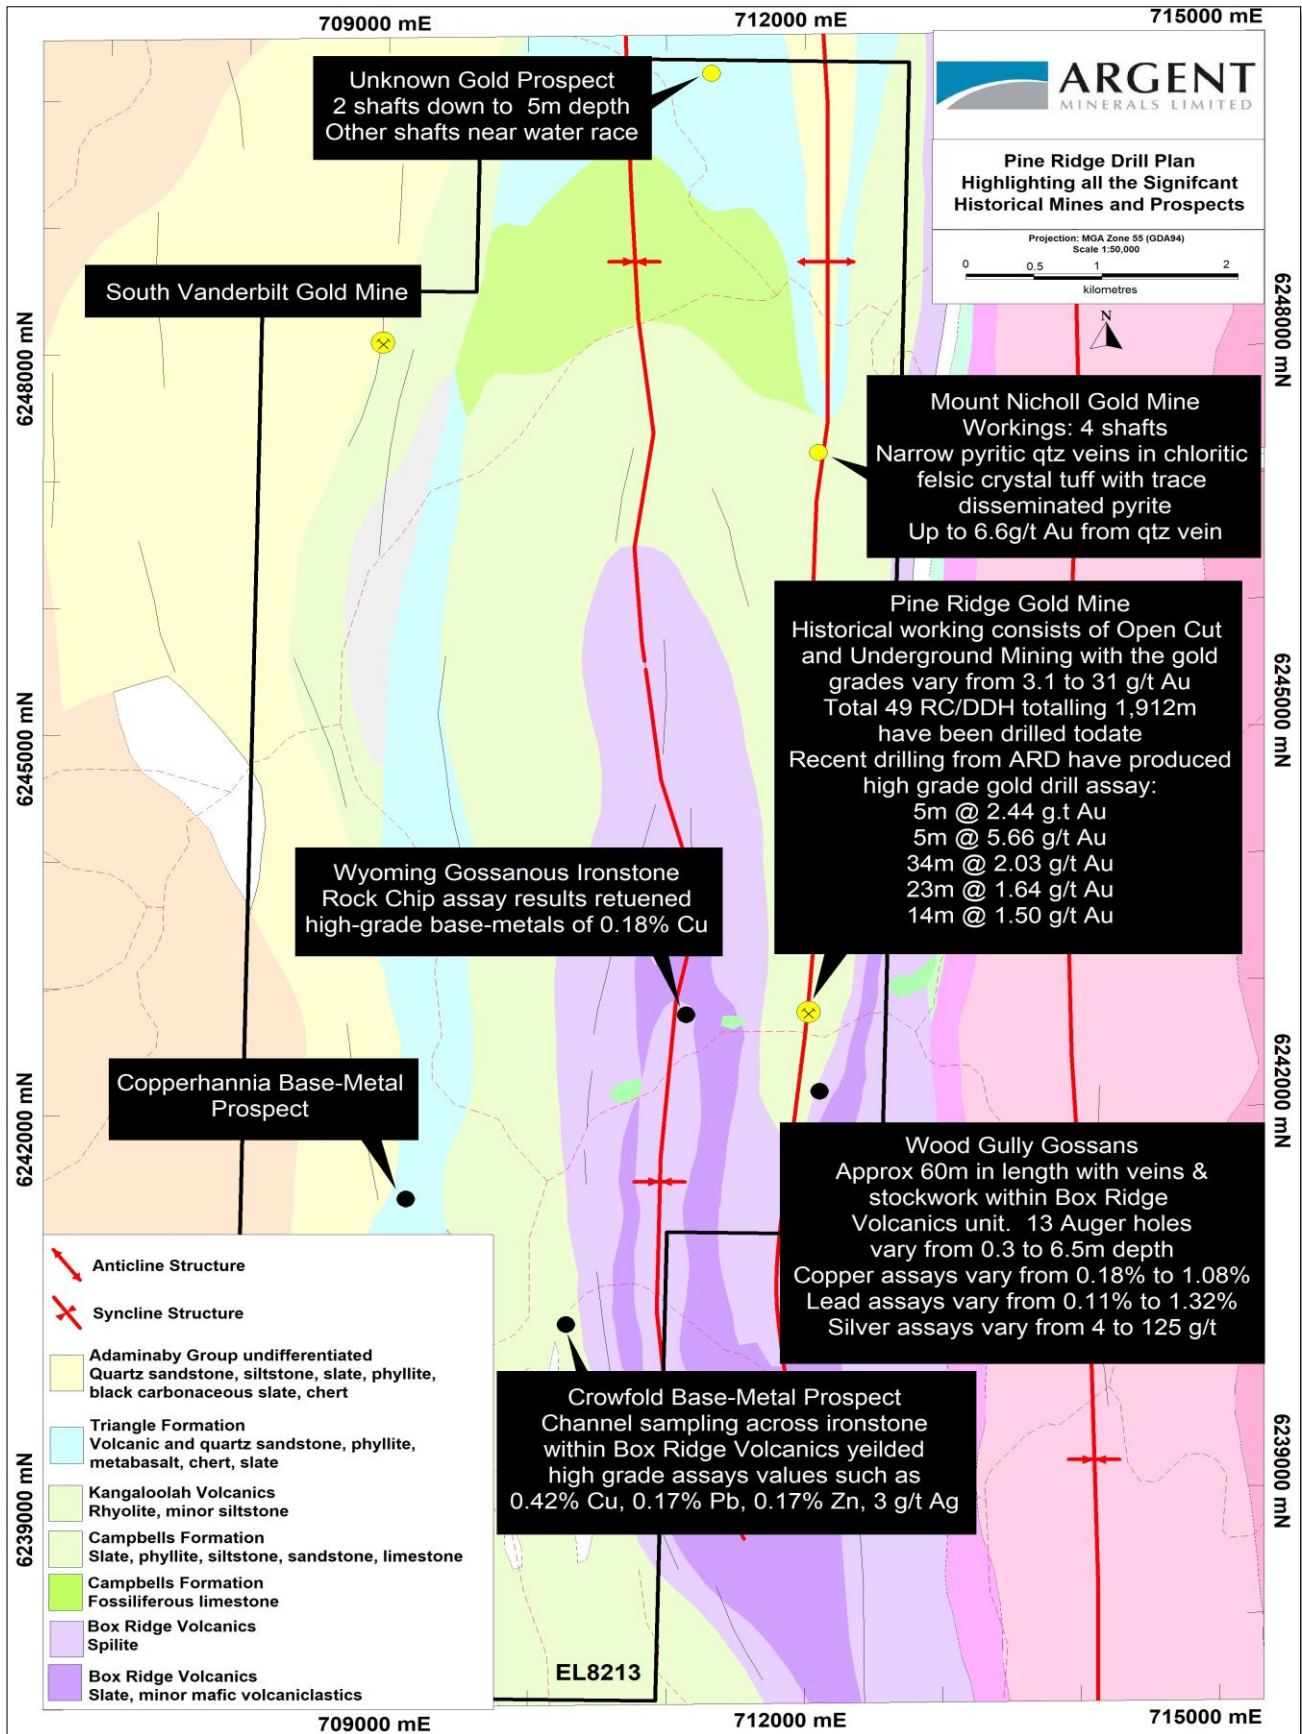 709000 mE
712000 mE
715000 mE
ARGENT
MINERALS LIMITED
Pine Ridge Drill Plan
Highlighting all the Signifcant
Historical Mines and Prospects
Projection: MGA Zone 55 (GDA94)
Scale 1:50,000
0 0.5 1 2
kilometres
N
Unknown Gold Prospect
2 shafts down to 5m depth
Other shafts near water race
South Vanderbilt Gold Mine
6248000 mN
6248000 mN
Mount Nicholl Gold Mine
Workings: 4 shafts
Narrow pyritic qtz veins in chloritic
felsic crystal tuff with trace
disseminated pyrite
Up to 6.6g/t Au from qtz vein
Pine Ridge Gold Mine
Historical working consists of Open Cut
and Underground Mining with the gold
grades vary from 3.1 to 31 g/t Au
Total 49 RC/DDH totalling 1,912m
have been drilled todate
Recent drilling from ARD have produced
high grade gold drill assay:
5m @ 2.44 g.t Au
5m @ 5.66 g/t Au
34m @ 2.03 g/t Au
23m @ 1.64 g/t Au
14m @ 1.50 g/t Au
6245000 mN
6245000 mN
Wyoming Gossanous Ironstone
Rock Chip assay results retuened
high-grade base-metals of 0.18% Cu
Copperhannia Base-Metal
Prospect
6242000 mN
6242000 mN
Wood Gully Gossans
Approx 60m in length with veins &
stockwork within Box Ridge
Volcanics unit. 13 Auger holes
vary from 0.3 to 6.5m depth
Copper assays vary from 0.18% to 1.08%
Lead assays vary from 0.11% to 1.32%
Silver assays vary from 4 to 125 g/t
Crowfold Base-Metal Prospect
Channel sampling across ironstone
within Box Ridge Volcanics yeilded
high grade assays values such as
0.42% Cu, 0.17% Pb, 0.17% Zn, 3 g/t Ag
Anticline Structure
Syncline Structure
Adaminaby Group undifferentiated
Quartz sandstone, siltstone, slate, phyllite,
black carbonaceous slate, chert
Triangle Formation
Volcanic and quartz sandstone, phyllite,
metabasalt, chert, slate
Kangaloolah Volcanics
Rhyolite, minor siltstone
Campbells Formation
Slate, phyllite, siltstone, sandstone, limestone
Campbells Formation
Fossiliferous limestone
Box Ridge Volcanics
Spilite
Box Ridge Volcanics
Slate, minor mafic volcaniclastics
6239000 mN
6239000 mN
EL8213
709000 mE
712000 mE
715000 mE